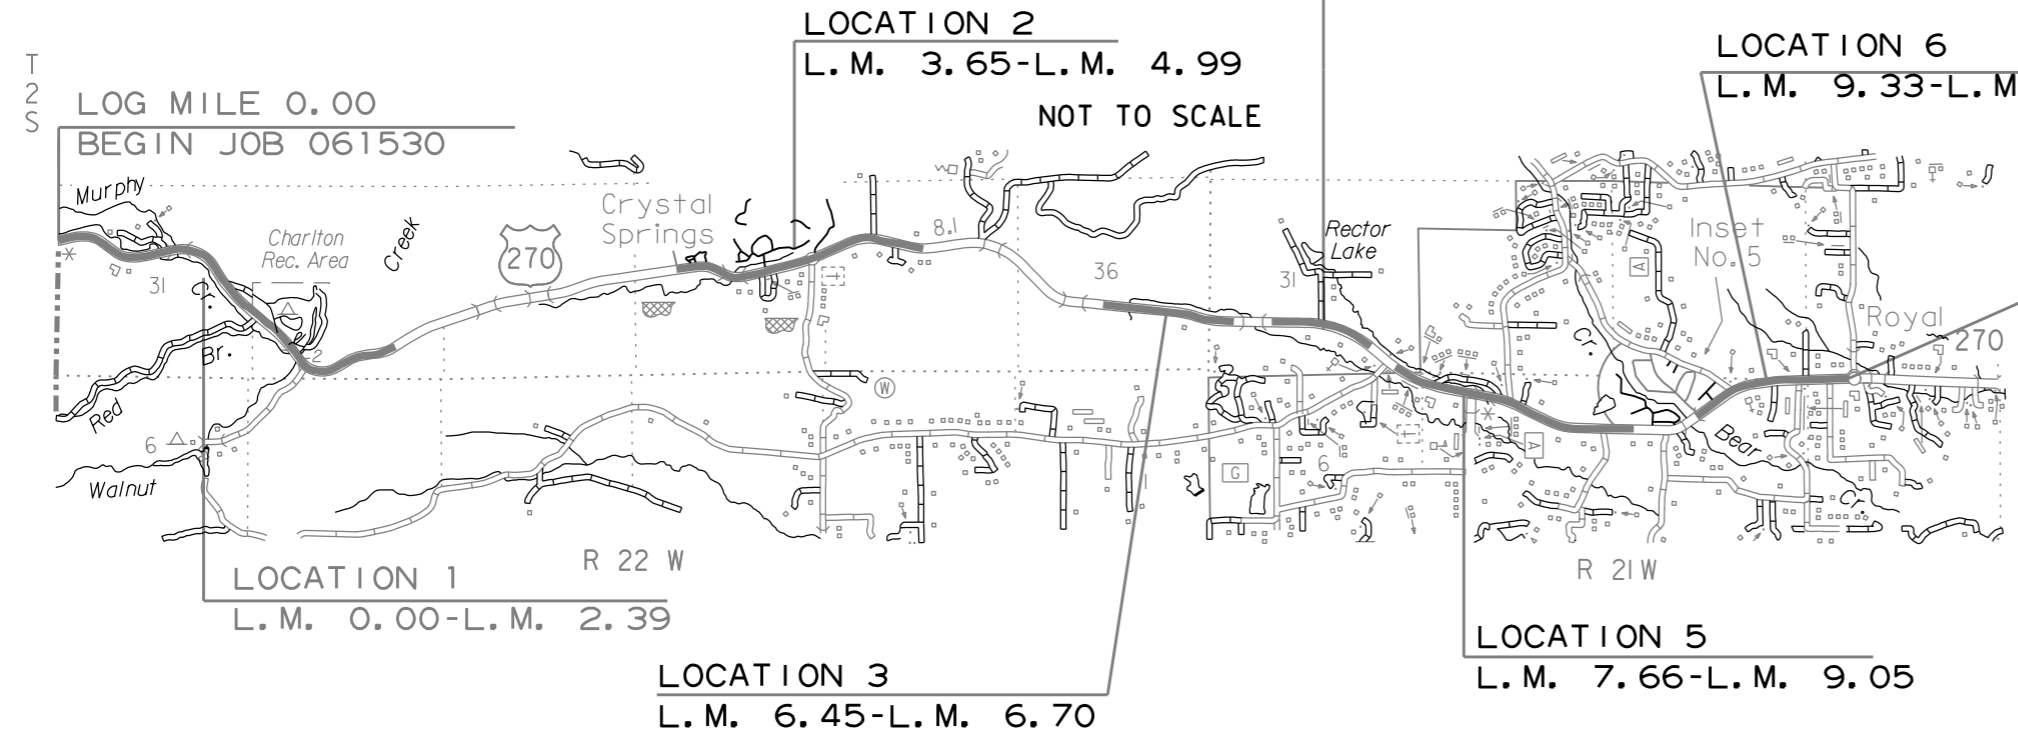 LOCATION 2
L.M. 3.65-L.M. 4.99
NOT TO SCALE
LOCATION 6
L.M. 9.33-L.M
T
2
S
LOG MILE 0.00
BEGIN JOB 061530
Murphy
Cr.
31
Charlton
Rec. Area
Creek
270
Crystal
Springs
8.1
36
31
Rector
Lake
Inset
No. 5
A
Royal
270
2
Br.
Red
6
Walnut
W
G
6
A
Cr.
Bear
Cr.
R 22 W
R 21W
LOCATION 1
L.M. 0.00-L.M. 2.39
LOCATION 3
L.M. 6.45-L.M. 6.70
LOCATION 5
L.M. 7.66-L.M. 9.05